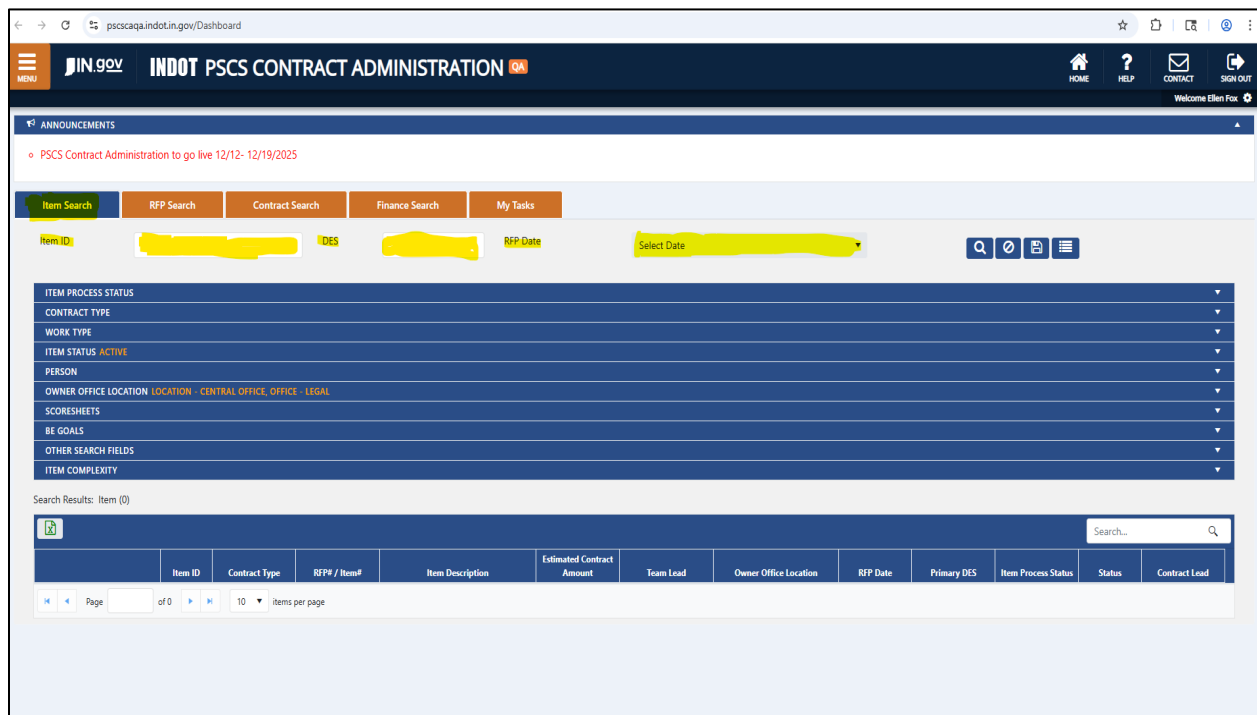 pscscaqa.indot.in.gov/Dashboard
MENU
IN.gov
INDOT PSCS CONTRACT ADMINISTRATION QA
HOME
HELP
CONTACT
SIGN OUT
Welcome Ellen Fox
ANNOUNCEMENTS
PSCS Contract Administration to go live 12/12- 12/19/2025
Item Search RFP Search Contract Search Finance Search My Tasks
Item ID DES RFP Date Select Date
ITEM PROCESS STATUS
CONTRACT TYPE
WORK TYPE
ITEM STATUS ACTIVE
PERSON
OWNER OFFICE LOCATION LOCATION - CENTRAL OFFICE, OFFICE - LEGAL
SCORESHEETS
BE GOALS
OTHER SEARCH FIELDS
ITEM COMPLEXITY
Search Results: Item (0)
Search...
Item ID Contract Type RFP# / Item# Item Description Estimated Contract Amount Team Lead Owner Office Location RFP Date Primary DES Item Process Status Status Contract Lead
Page of 0 10 items per page